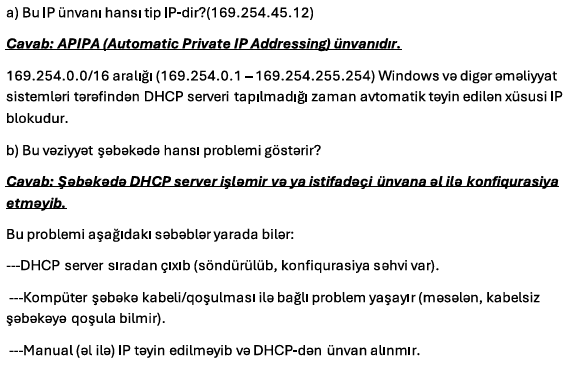 a) Bu IP ünvanı hansı tip IP-dir?(169.254.45.12)
Cavab: APIPA (Automatic Private IP Addressing) ünvanıdır.
169.254.0.0/16 aralığı (169.254.0.1 – 169.254.255.254) Windows və digər əməliyyat
sistemləri tərəfindən DHCP serveri tapılmadığı zaman avtomatik təyin edilən xüsusi IP
blokudur.
b) Bu vəziyyət şəbəkədə hansı problemi göstərir?
Cavab: Şəbəkədə DHCP server işləmir və ya istifadəçi ünvana əl ilə konfiqurasiya
etməyib.
Bu problemi aşağıdakı səbəblər yarada bilər:
---DHCP server sıradan çıxıb (söndürülüb, konfiqurasiya səhvi var).
---Kompüter şəbəkə kabeli/qoşulması ilə bağlı problem yaşayır (məsələn, kabelsiz
şəbəkəyə qoşula bilmir).
---Manual (əl ilə) IP təyin edilməyib və DHCP-dən ünvan alınmır.